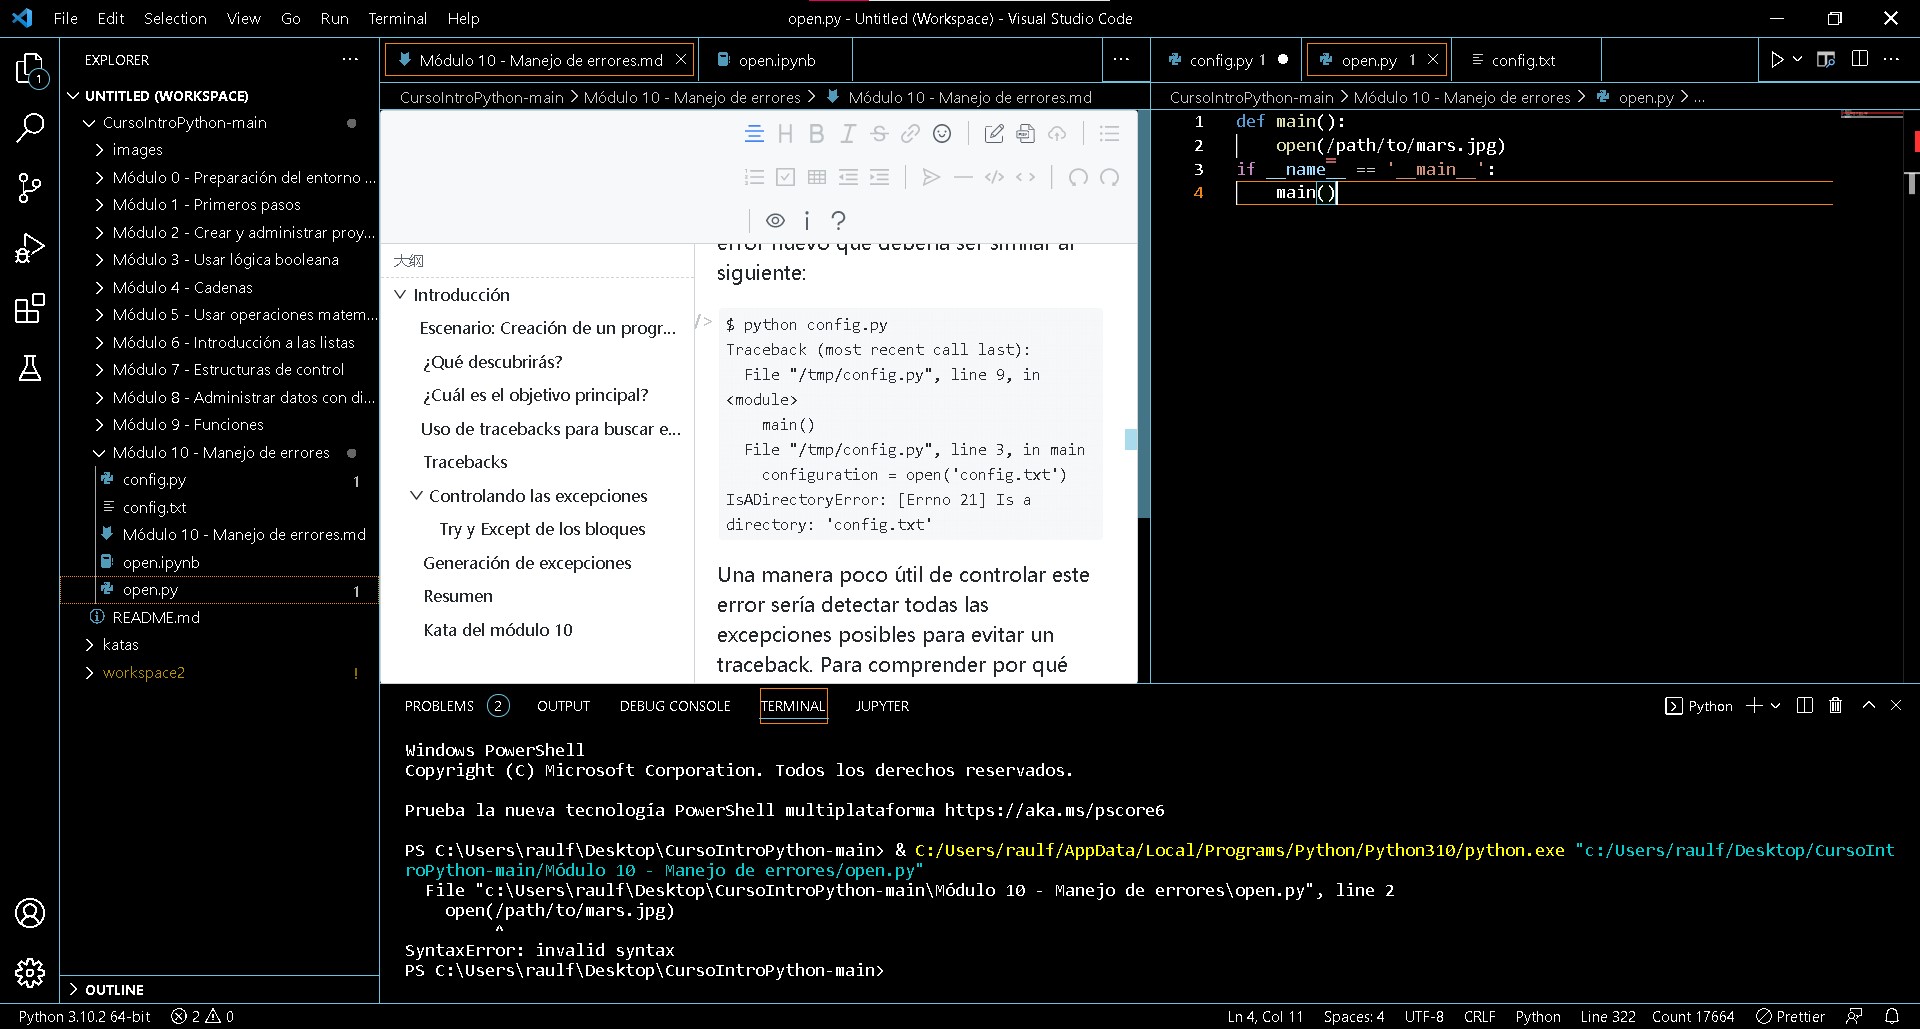 File Edit Selection View Go Run Terminal Help
open.py - Untitled (Workspace) - Visual Studio Code
1
EXPLORER ...
UNTITLED (WORKSPACE)
CursoIntroPython-main
images
Módulo 0 - Preparación del entorno ...
Módulo 1 - Primeros pasos
Módulo 2 - Crear y administrar proy...
Módulo 3 - Usar lógica booleana
Módulo 4 - Cadenas
Módulo 5 - Usar operaciones matem...
Módulo 6 - Introducción a las listas
Módulo 7 - Estructuras de control
Módulo 8 - Administrar datos con di...
Módulo 9 - Funciones
Módulo 10 - Manejo de errores
config.py 1
config.txt
Módulo 10 - Manejo de errores.md
open.ipynb
open.py 1
README.md
katas
workspace2 !
OUTLINE
Módulo 10 - Manejo de errores.md
open.ipynb
...
CursoIntroPython-main > Módulo 10 - Manejo de errores > Módulo 10 - Manejo de errores.md
大纲
Introducción
Escenario: Creación de un progr...
¿Qué descubrirás?
¿Cuál es el objetivo principal?
Uso de tracebacks para buscar e...
Tracebacks
Controlando las excepciones
Try y Except de los bloques
Generación de excepciones
Resumen
Kata del módulo 10
error nuevo que debería ser similar al
siguiente:
$ python config.py
Traceback (most recent call last):
File "/tmp/config.py", line 9, in
<module>
main()
File "/tmp/config.py", line 3, in main
configuration = open('config.txt')
IsADirectoryError: [Errno 21] Is a
directory: 'config.txt'
Una manera poco útil de controlar este
error sería detectar todas las
excepciones posibles para evitar un
traceback. Para comprender por qué
config.py 1
open.py 1
config.txt
...
CursoIntroPython-main > Módulo 10 - Manejo de errores > open.py > ...
1 def main():
2 open(/path/to/mars.jpg)
3 if __name__ == '__main__':
4 main()
PROBLEMS 2 OUTPUT DEBUG CONSOLE TERMINAL JUPYTER
Python
Windows PowerShell
Copyright (C) Microsoft Corporation. Todos los derechos reservados.
Prueba la nueva tecnología PowerShell multiplataforma https://aka.ms/pscore6
PS C:\Users\raulf\Desktop\CursoIntroPython-main> & C:/Users/raulf/AppData/Local/Programs/Python/Python310/python.exe "c:/Users/raulf/Desktop/CursoInt
roPython-main/Módulo 10 - Manejo de errores/open.py"
File "c:\Users\raulf\Desktop\CursoIntroPython-main\Módulo 10 - Manejo de errores\open.py", line 2
open(/path/to/mars.jpg)
^
SyntaxError: invalid syntax
PS C:\Users\raulf\Desktop\CursoIntroPython-main>
Python 3.10.2 64-bit 2 0
Ln 4, Col 11 Spaces: 4 UTF-8 CRLF Python Line 322 Count 17664 Prettier